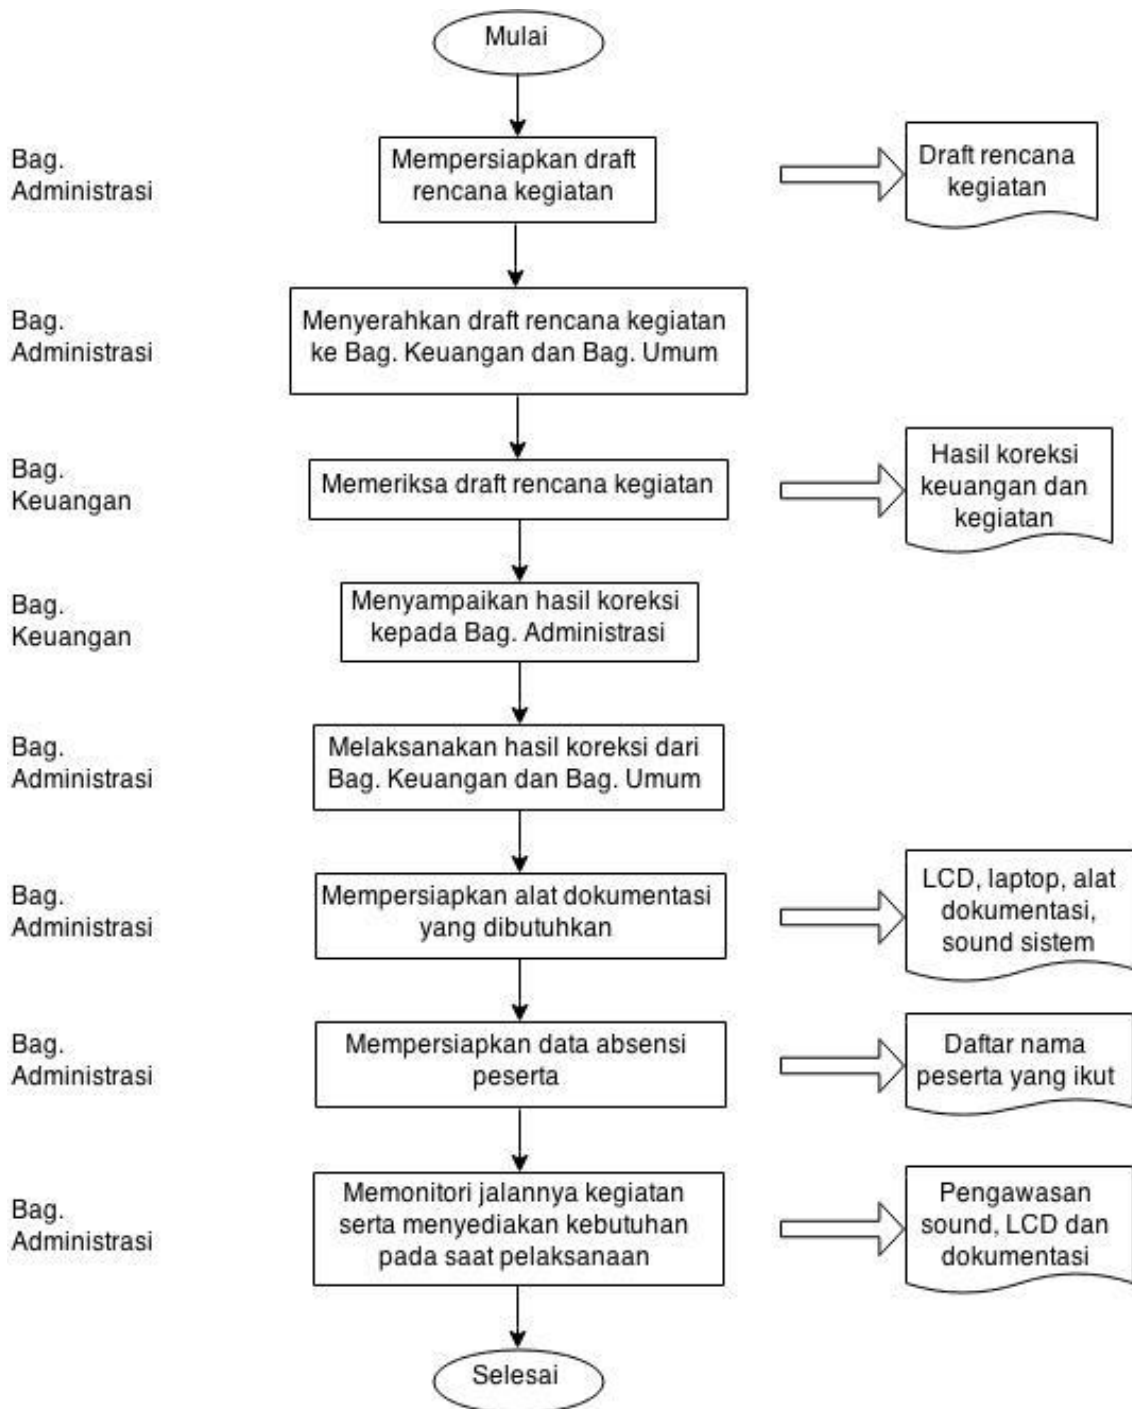 Mulai
Bag.
Administrasi
Mempersiapkan draft
rencana kegiatan
Draft rencana
kegiatan
Bag.
Administrasi
Menyerahkan draft rencana kegiatan
ke Bag. Keuangan dan Bag. Umum
Bag.
Keuangan
Memeriksa draft rencana kegiatan
Hasil koreksi
keuangan dan
kegiatan
Bag.
Keuangan
Menyampaikan hasil koreksi
kepada Bag. Administrasi
Bag.
Administrasi
Melaksanakan hasil koreksi dari
Bag. Keuangan dan Bag. Umum
Bag.
Administrasi
Mempersiapkan alat dokumentasi
yang dibutuhkan
LCD, laptop, alat
dokumentasi,
sound sistem
Bag.
Administrasi
Mempersiapkan data absensi
peserta
Daftar nama
peserta yang ikut
Bag.
Administrasi
Memonitori jalannya kegiatan
serta menyediakan kebutuhan
pada saat pelaksanaan
Pengawasan
sound, LCD dan
dokumentasi
Selesai